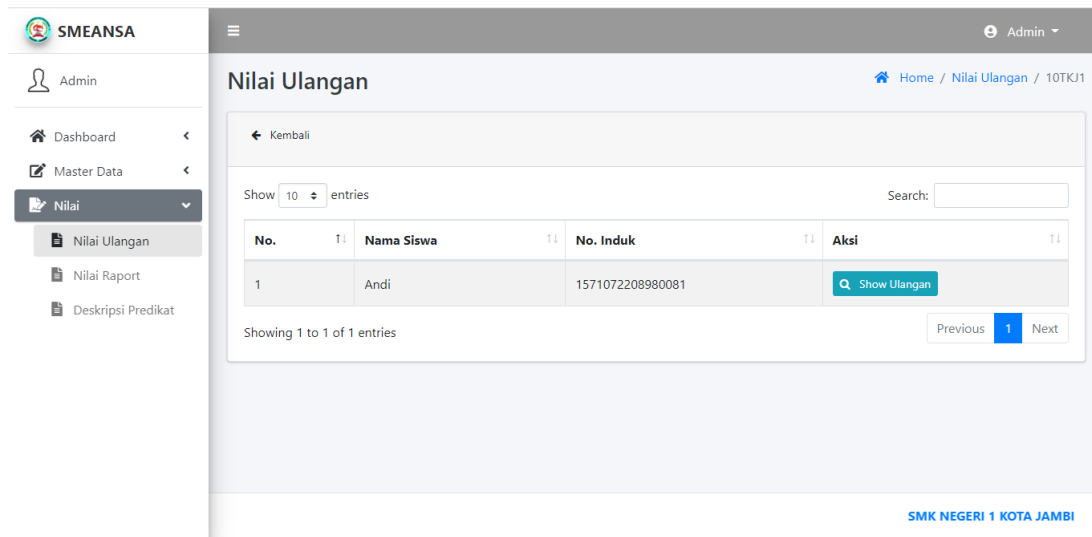 SMEANSA
Admin
Admin
Nilai Ulangan
Home / Nilai Ulangan / 10TKJ1
Dashboard
Master Data
Nilai
Nilai Ulangan
Nilai Raport
Deskripsi Predikat
Kembali
Show 10 entries
Search:
No. Nama Siswa No. Induk Aksi
1 Andi 1571072208980081 Show Ulangan
Showing 1 to 1 of 1 entries
Previous 1 Next
SMK NEGERI 1 KOTA JAMBI